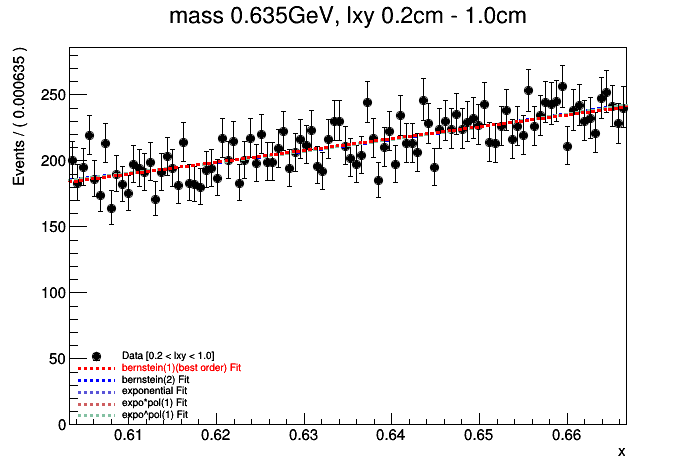 mass 0.635GeV, lxy 0.2cm - 1.0cm
Events / ( 0.000635 )
250
200
150
100
50
0
Data [0.2 < lxy < 1.0]
bernstein(1)(best order) Fit
bernstein(2) Fit
exponential Fit
expo*pol(1) Fit
expo^pol(1) Fit
0.61 0.62 0.63 0.64 0.65 0.66
x